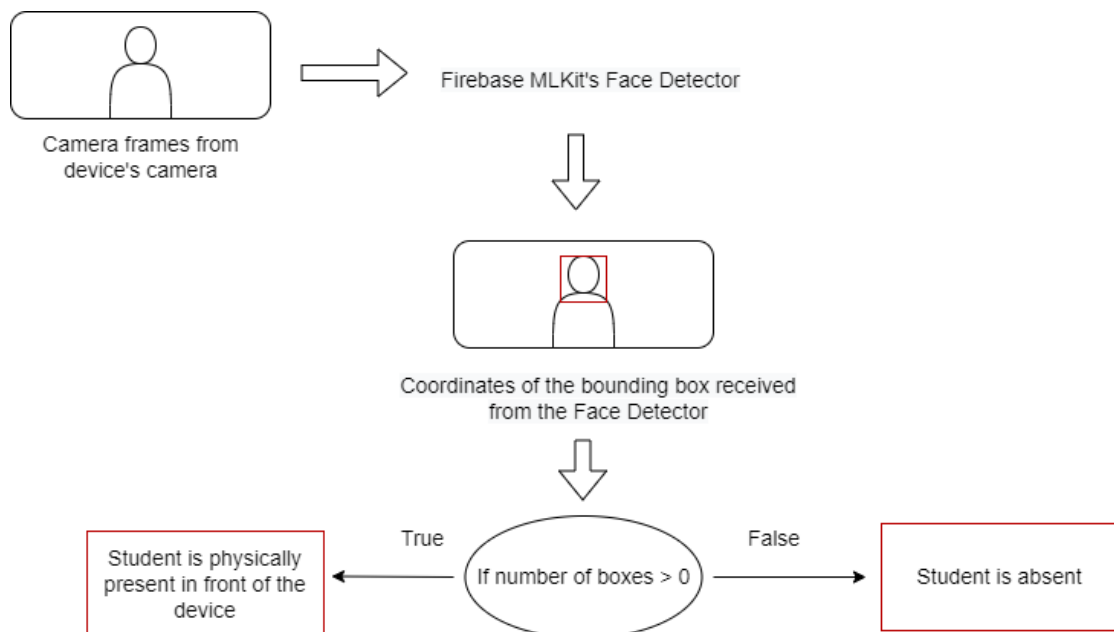 Camera frames from
device's camera
Firebase MLKit's Face Detector
Coordinates of the bounding box received
from the Face Detector
True
False
Student is physically
present in front of the
device
If number of boxes > 0
Student is absent